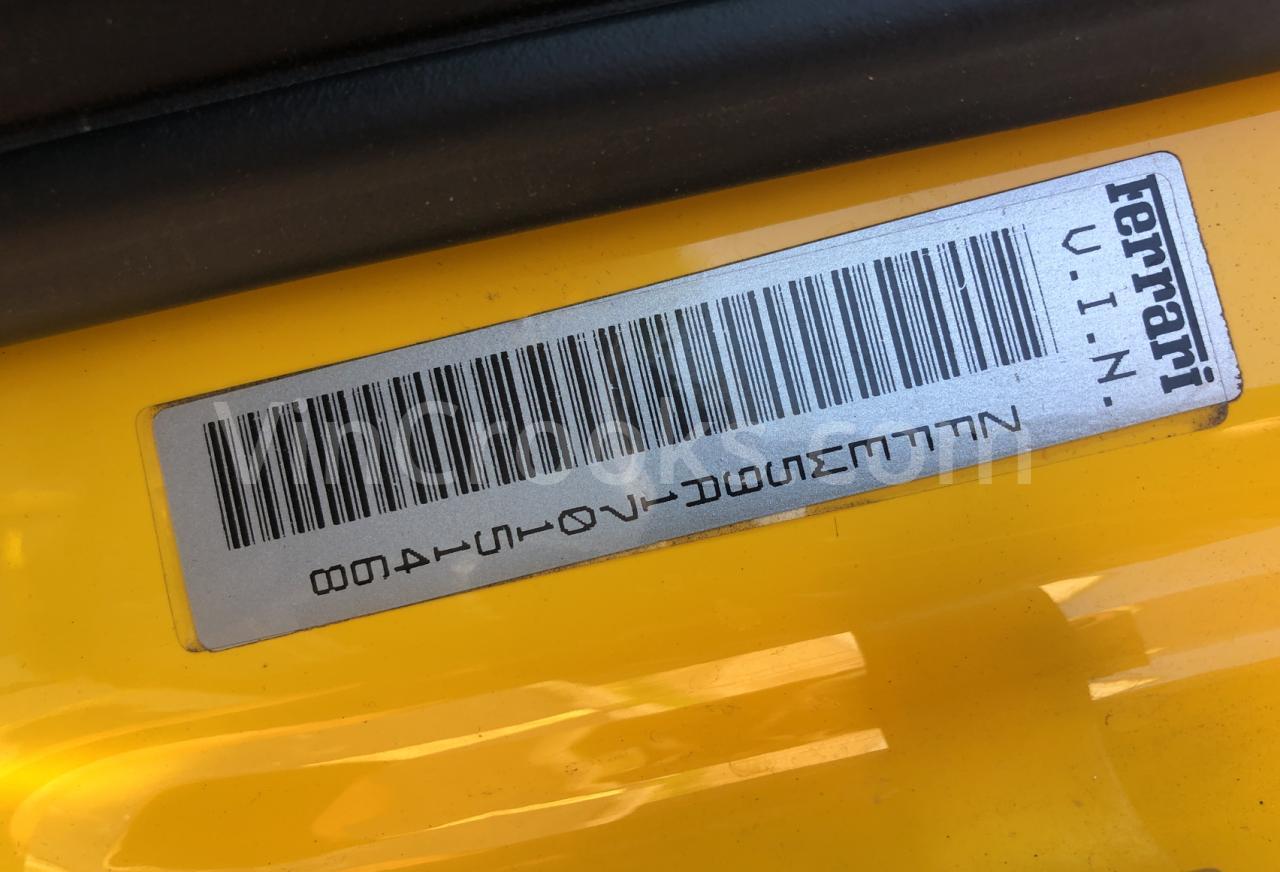 Ferrari
V.I.N.
ZFFEW59A170151468
VinCrooks.com